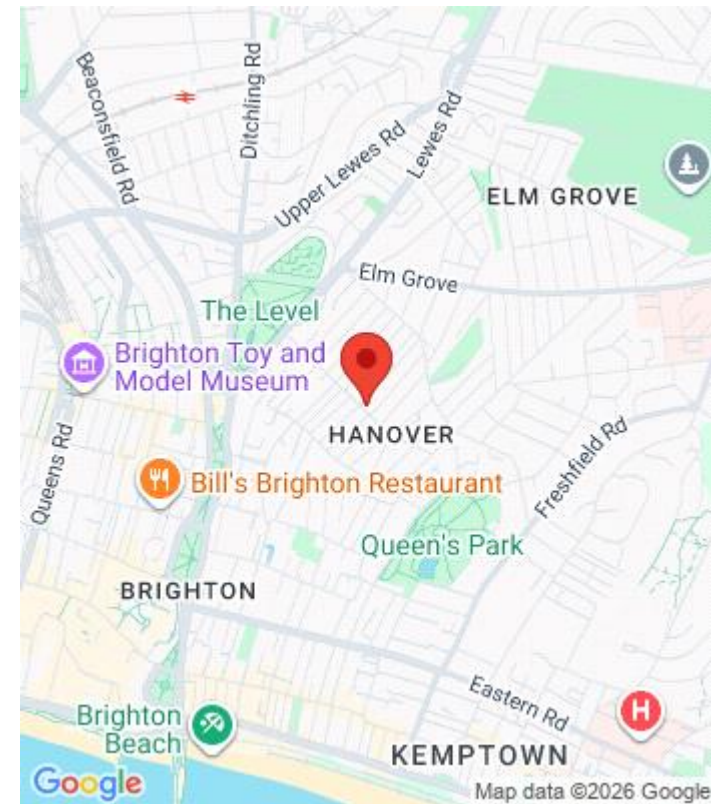 Beaconsfield Rd
Ditchling Rd
Upper Lewes Rd
Lewes Rd
ELM GROVE
Elm Grove
The Level
Brighton Toy and
Model Museum
HANOVER
Queens Rd
Bill's Brighton Restaurant
Freshfield Rd
Queen's Park
BRIGHTON
Eastern Rd
H
Brighton
Beach
KEMPTOWN
Google
Map data ©2026 Google